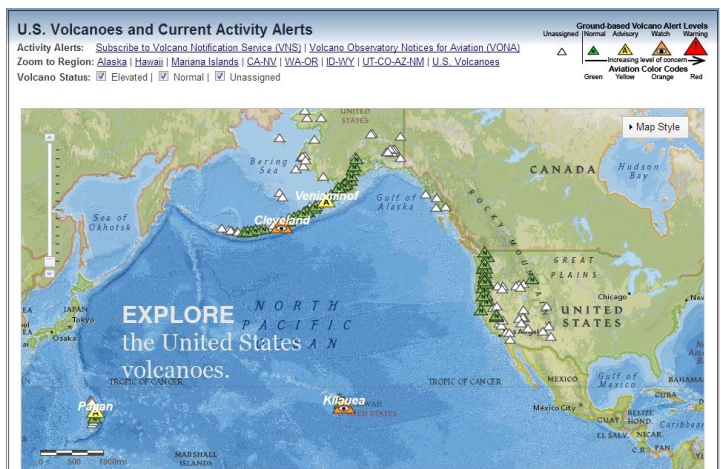 U.S. Volcanoes and Current Activity Alerts
Activity Alerts: Subscribe to Volcano Notification Service (VNS) | Volcano Observatory Notices for Aviation (VONA)
Zoom to Region: Alaska | Hawaii | Mariana Islands | CA-NV | WA-OR | ID-WY | UT-CO-AZ-NM | U.S. Volcanoes
Volcano Status: Elevated | Normal | Unassigned
Ground-based Volcano Alert Levels
Unassigned Normal Advisory Watch Warning
N A
Increasing level of concern
Aviation Color Codes
Green Yellow Orange Red
Map Style
UNITED
STATES
Bering
Sea
CANADA
Hudson
Bay
Veniaminof
A
Gulf of
Alaska
Cleveland
Sea of
Okhotsk
ROCKY MOUNTAIN
GREAT
PLAINS
Chicago
UNITED
STATES
JAPAN
Tokyo
Osaka
NORTH
PACIFIC
EXPLORE
the United States
volcanoes.
TROPIC OF CANCER
TROPIC OF CANCER
MEXICO
Gulf of
Mexico
BAHAMA
CUBA
Pagan
A
Kilauea
UNITED STATES
Mexico City
BELIZE
GUAT. HOND.
Caribbean
EL SALV. NICAR.
C.R. PAN.
MARSHALL
ISLANDS
0 500 1000mi